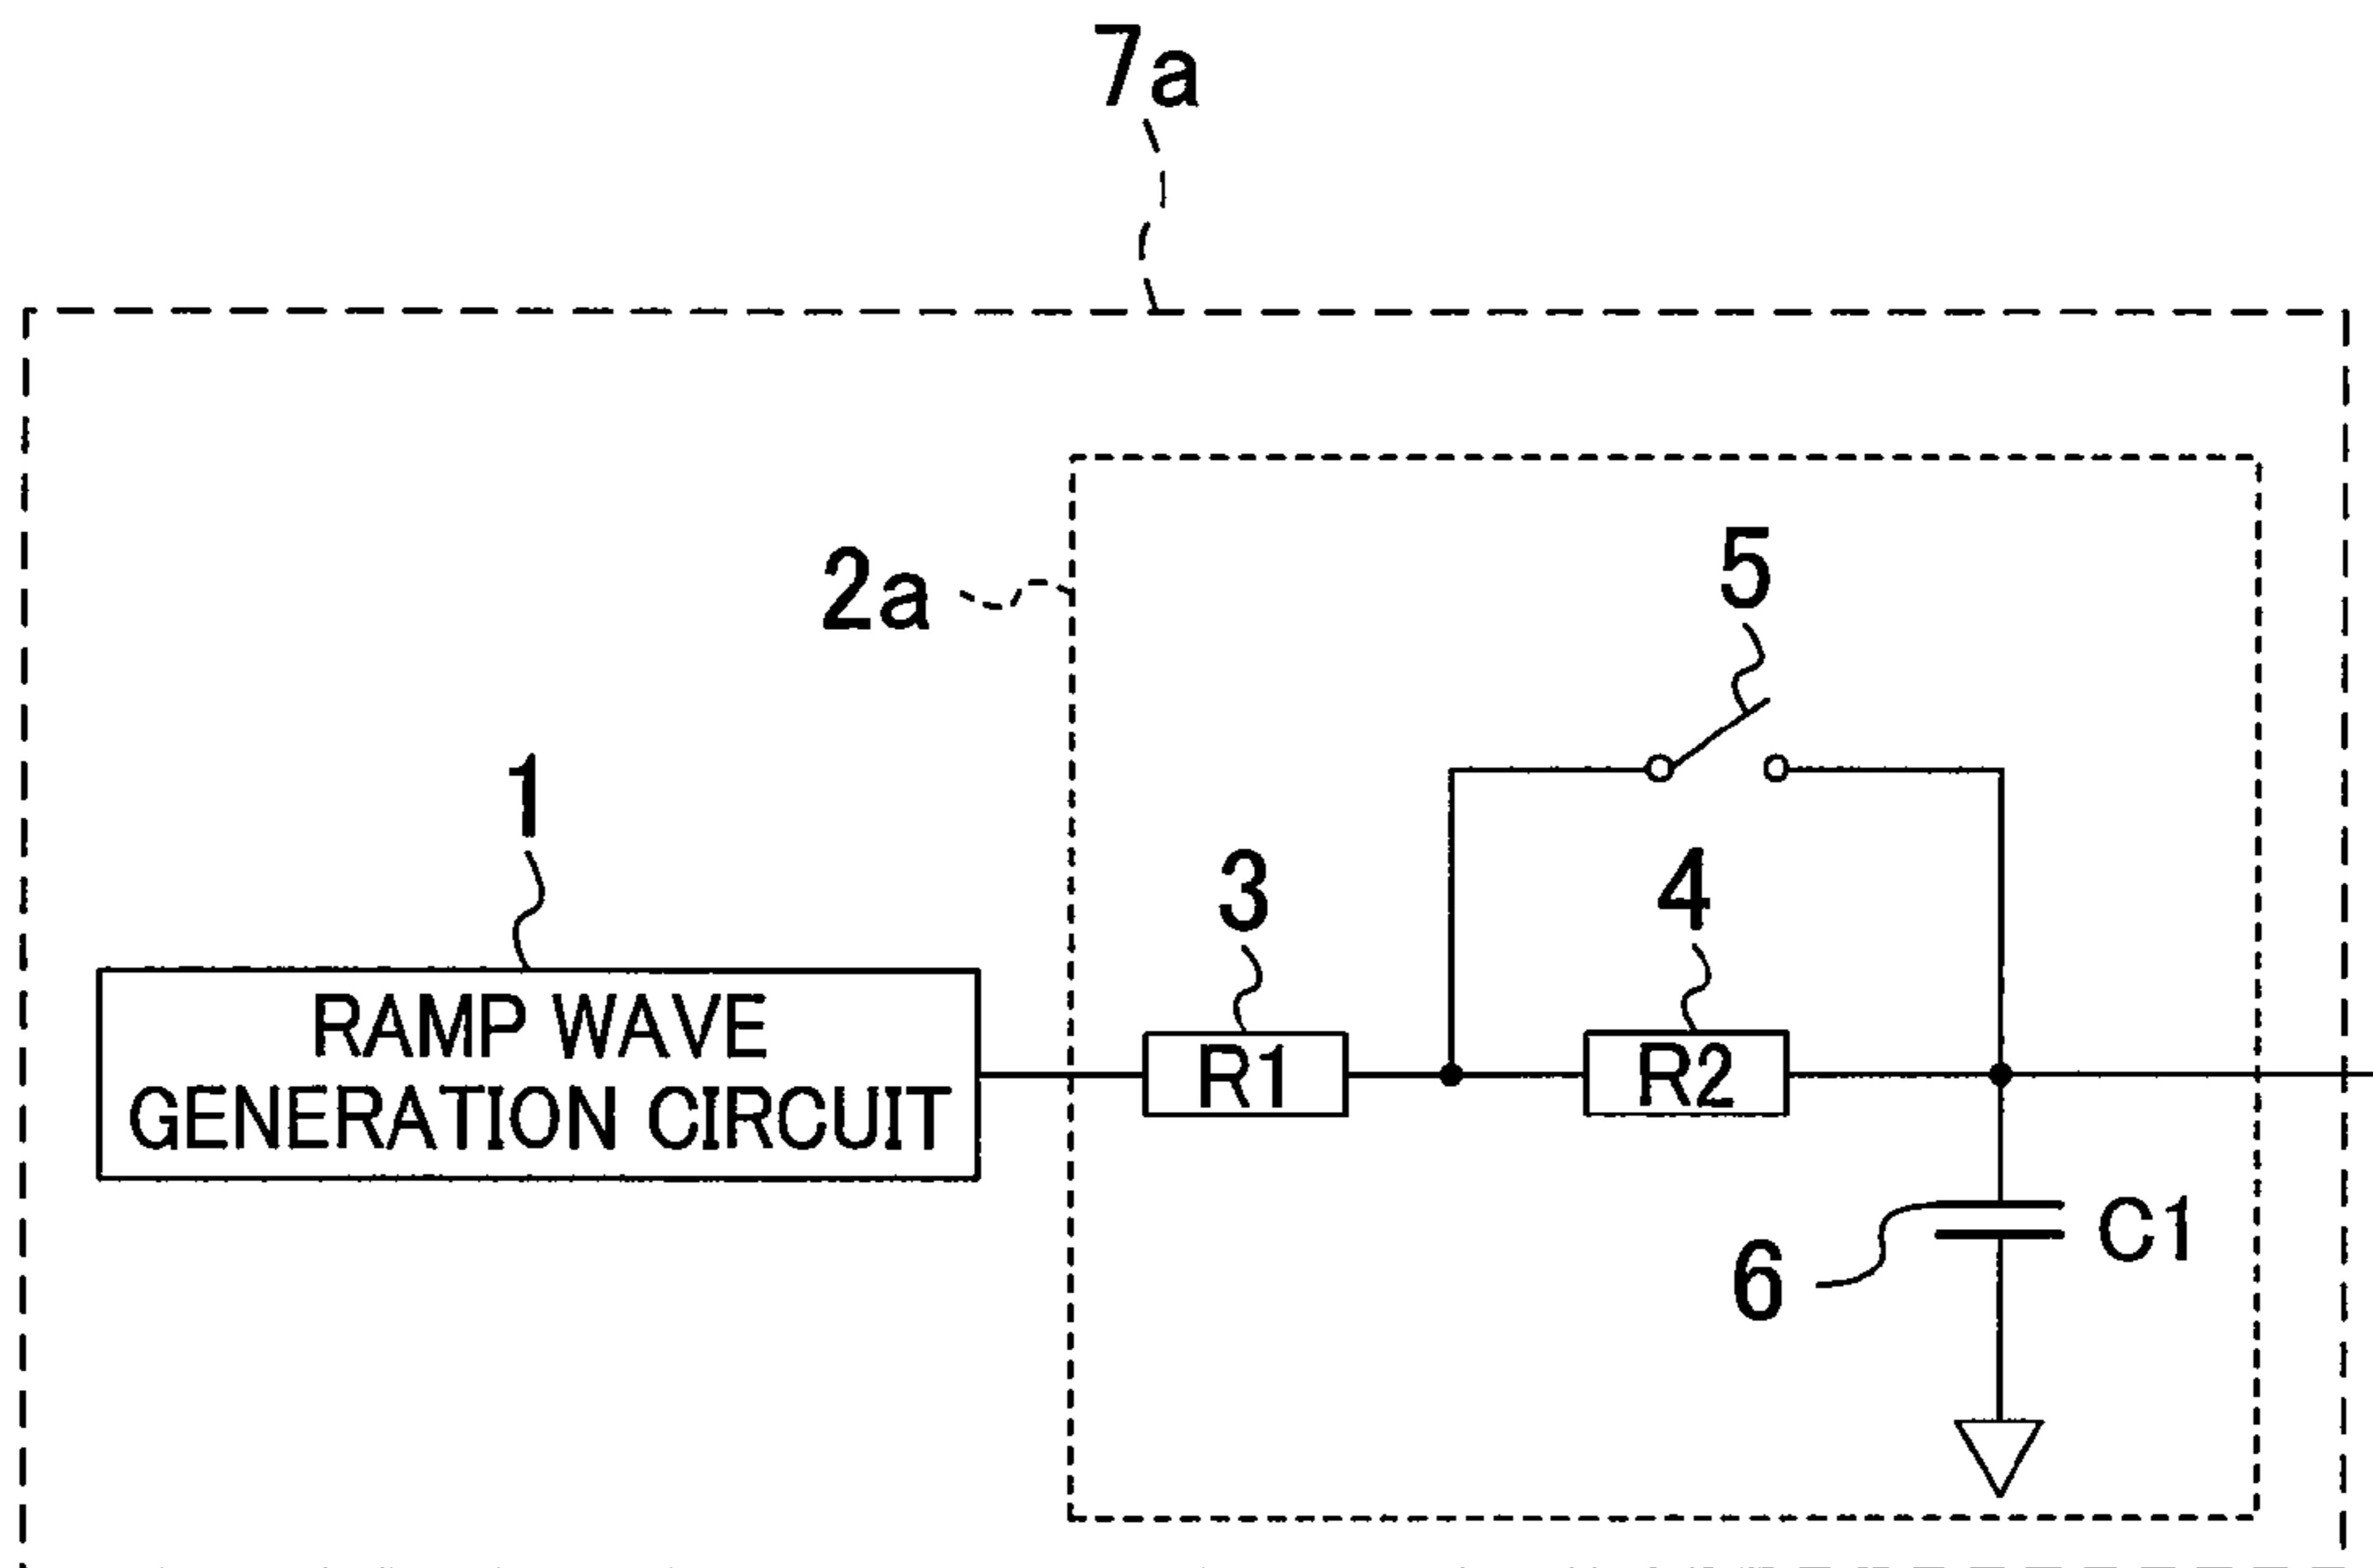 7a
2a
5
1
3
4
RAMP WAVE
GENERATION CIRCUIT
R1
R2
6
C1